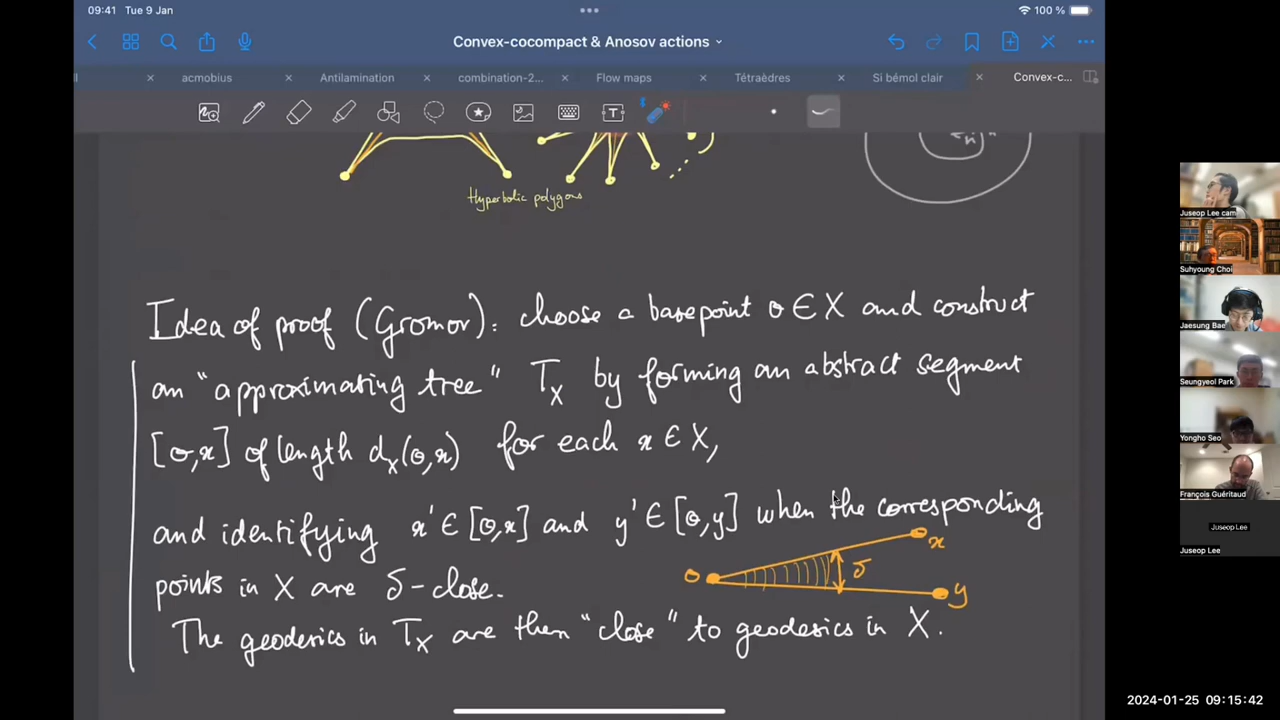 09:41 Tue 9 Jan
100 %
Convex-cocompact & Anosov actions
acmobius
Antilamination
combination-2...
Flow maps
Tétraèdres
Si bémol clair
Convex-c...
Hyperbolic polygons
Idea of proof (Gromov): choose a basepoint o ∈ X and construct
an "approximating tree" T_X by forming an abstract segment
[o,x] of length d_X(o,x) for each x ∈ X,
and identifying x' ∈ [o,x] and y' ∈ [o,y] when the corresponding
points in X are δ-close.
o x δ y
The geodesics in T_X are then "close" to geodesics in X.
Juseop Lee cam
Suhyoung Choi
Jaesung Bae
Seungyeol Park
Yongho Seo
François Guéritaud
Juseop Lee
Juseop Lee
2024-01-25 09:15:42